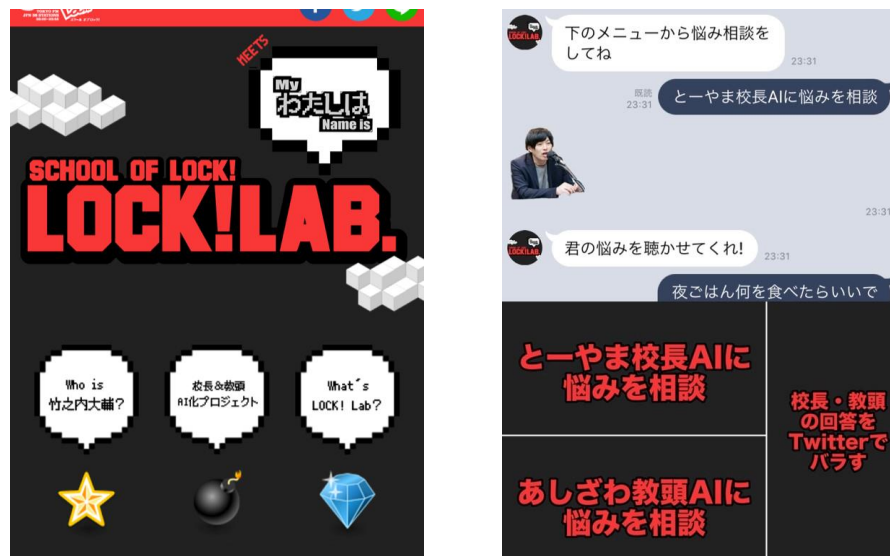 MEETS
My
わたしは
Name is
SCHOOL OF LOCK!
LOCK!LAB.
Who is
竹之内大輔?
校長&教頭
AI化プロジェクト
What's
LOCK! Lab?
下のメニューから悩み相談を
してね
23:31
既読
23:31
とーやま校長AIに悩みを相談
23:31
君の悩みを聴かせてくれ!
23:31
夜ごはん何を食べたらいいで
とーやま校長AIに
悩みを相談
あしざわ教頭AIに
悩みを相談
校長・教頭
の回答を
Twitterで
バラす